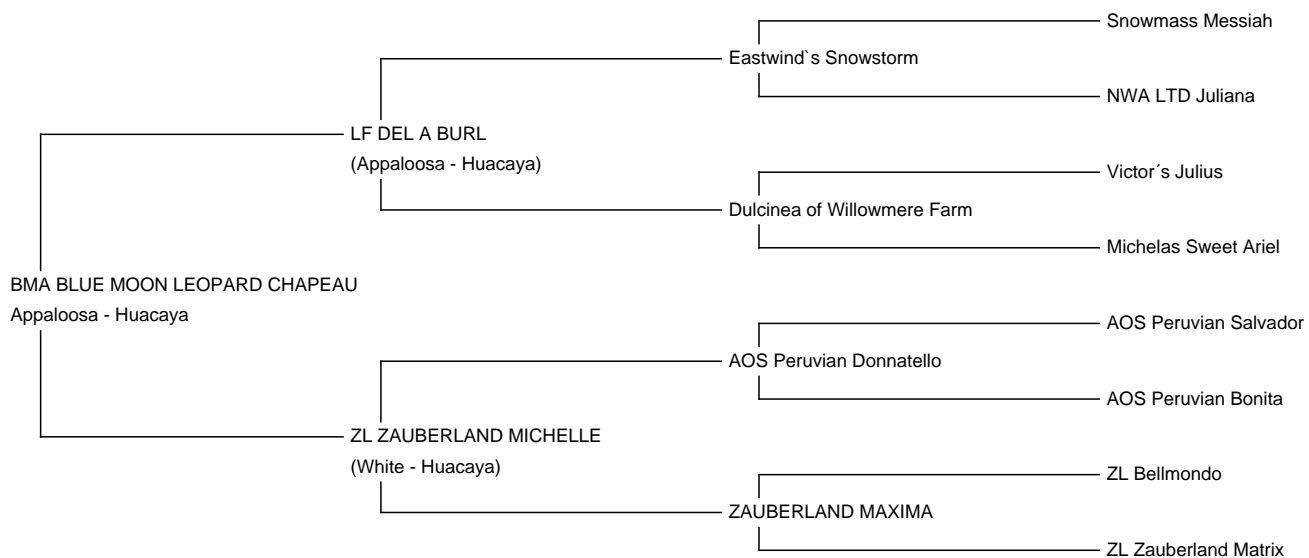 Snowmass Messiah
Eastwind`s Snowstorm
NWA LTD Juliana
LF DEL A BURL
(Appaloosa - Huacaya)
Victor´s Julius
Dulcinea of Willowmere Farm
Michelas Sweet Ariel
BMA BLUE MOON LEOPARD CHAPEAU
Appaloosa - Huacaya
AOS Peruvian Salvador
AOS Peruvian Donnatello
AOS Peruvian Bonita
ZL ZAUBERLAND MICHELLE
(White - Huacaya)
ZL Bellmondo
ZAUBERLAND MAXIMA
ZL Zauberland Matrix